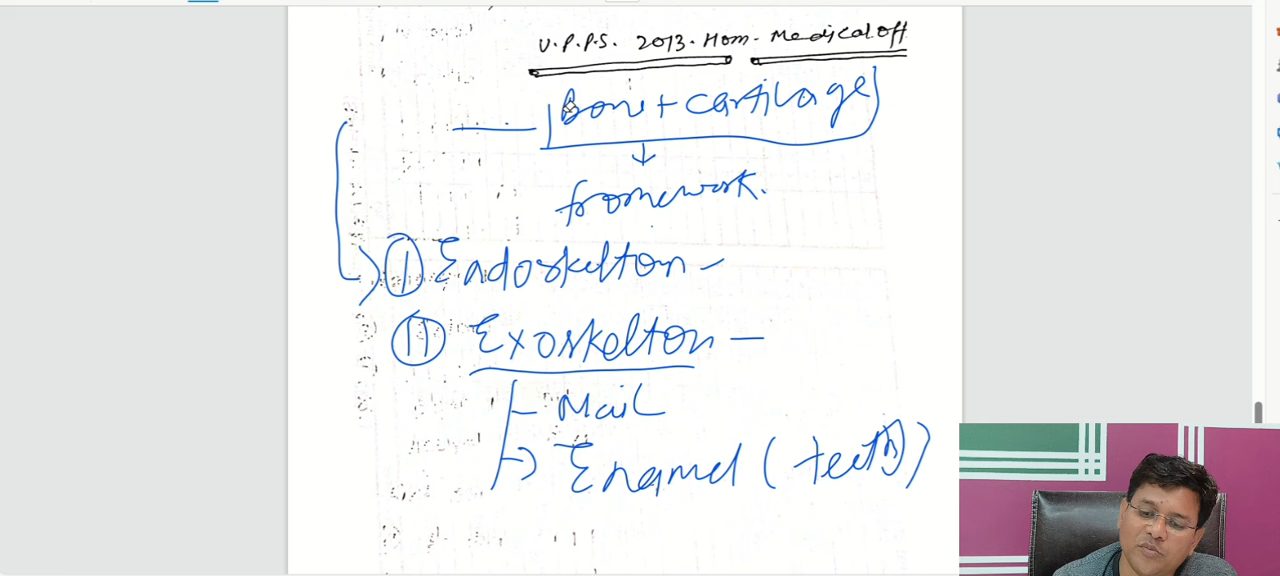 U.P.P.S. 2013. Hom. Medical off
Bone + cartilage
framework.
I Endoskelton -
II Exoskelton -
- Nail
Enamel (teeth)